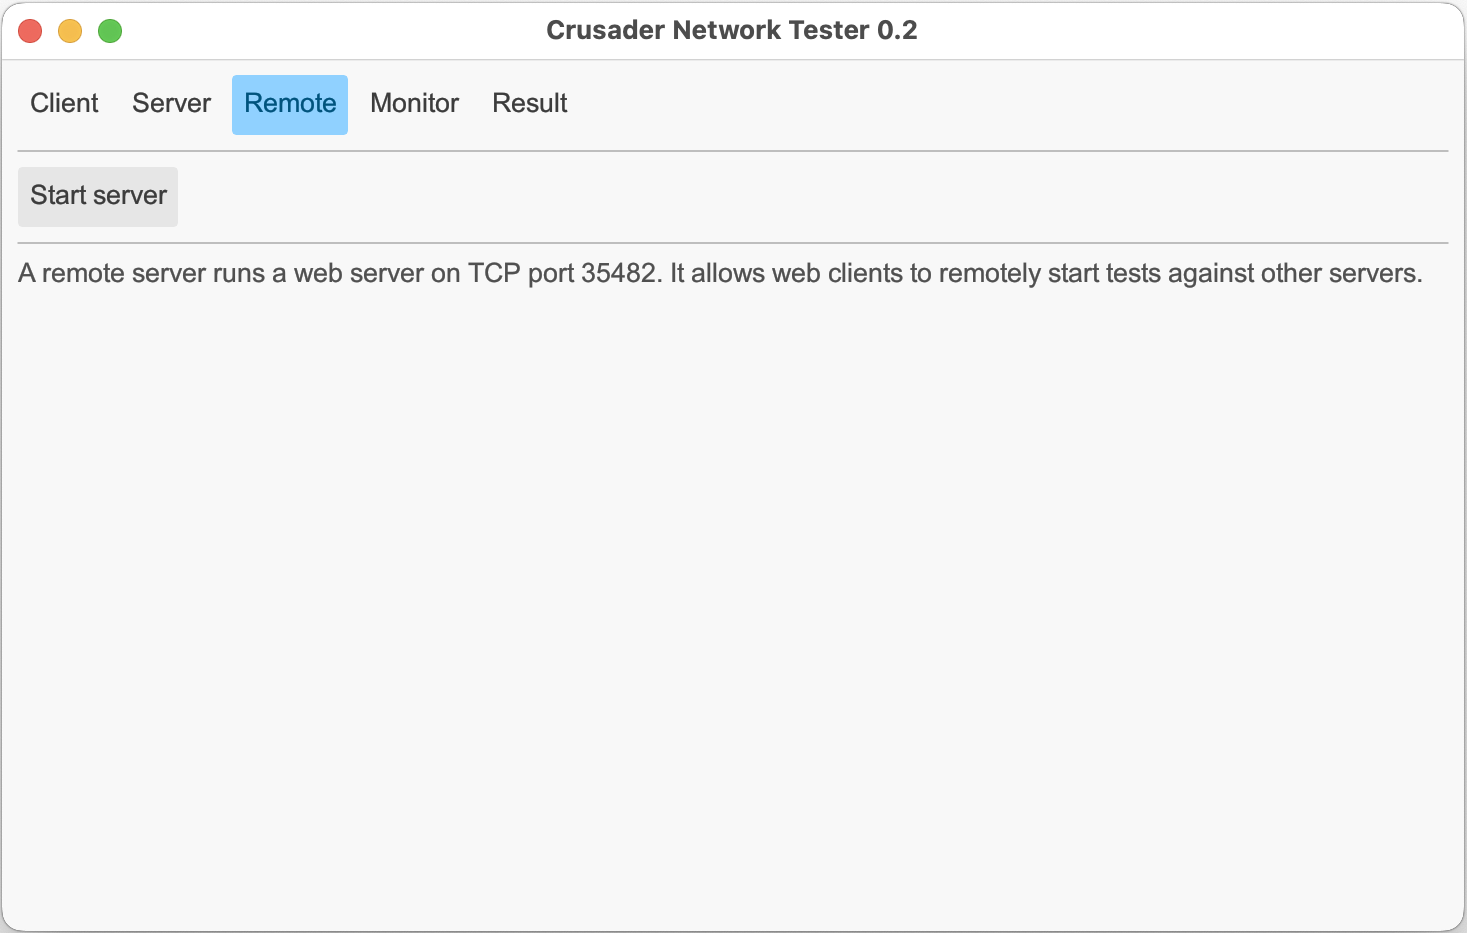 Crusader Network Tester 0.2
Client Server Remote Monitor Result
Start server
A remote server runs a web server on TCP port 35482. It allows web clients to remotely start tests against other servers.